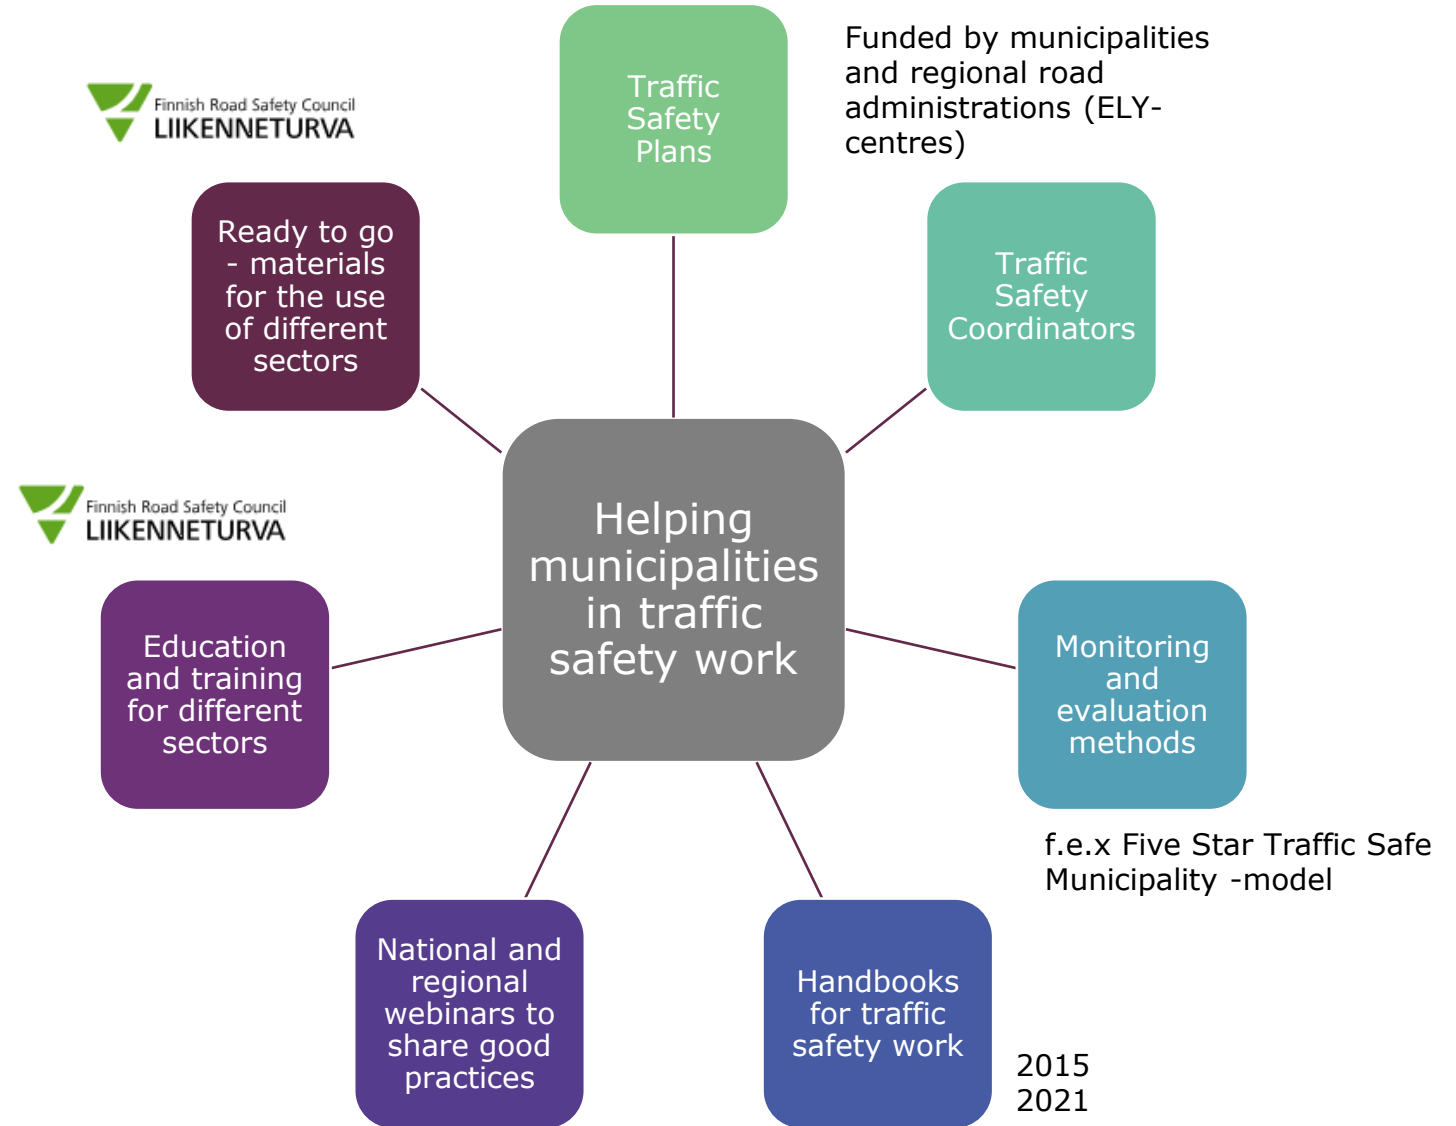 Finnish Road Safety Council
LIIKENNETURVA
Traffic
Safety
Plans
Funded by municipalities
and regional road
administrations (ELY-
centres)
Ready to go
- materials
for the use
of different
sectors
Traffic
Safety
Coordinators
Finnish Road Safety Council
LIIKENNETURVA
Helping
municipalities
in traffic
safety work
Education
and training
for different
sectors
Monitoring
and
evaluation
methods
f.e.x Five Star Traffic Safe
Municipality -model
National and
regional
webinars to
share good
practices
Handbooks
for traffic
safety work
2015
2021